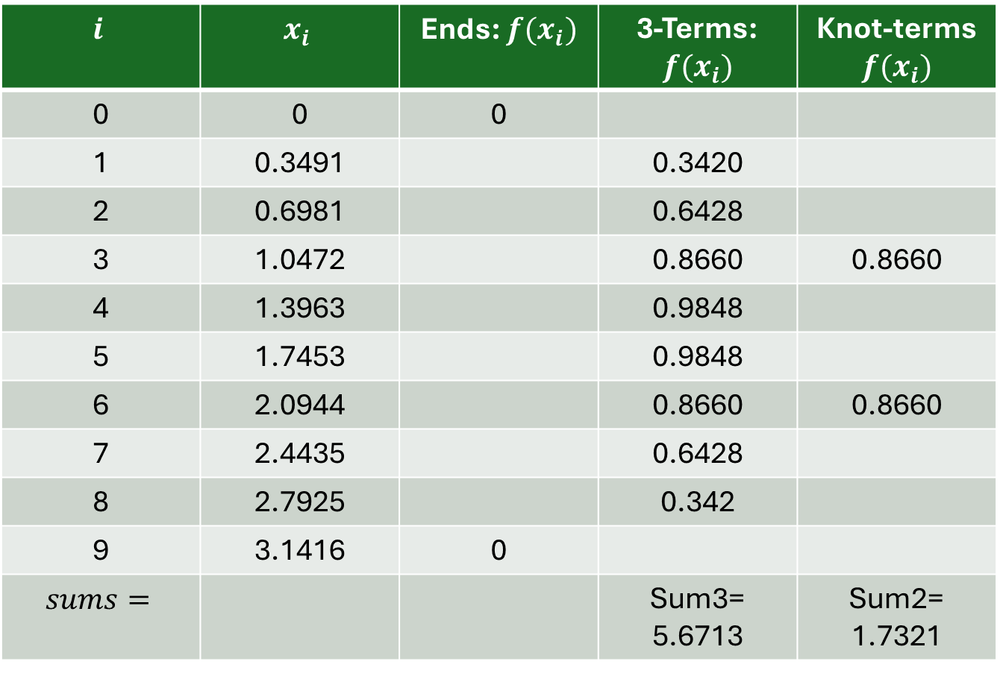 i x_i Ends: f(x_i) 3-Terms: f(x_i) Knot-terms f(x_i)
0 0 0
1 0.3491 0.3420
2 0.6981 0.6428
3 1.0472 0.8660 0.8660
4 1.3963 0.9848
5 1.7453 0.9848
6 2.0944 0.8660 0.8660
7 2.4435 0.6428
8 2.7925 0.342
9 3.1416 0
sums = Sum3= 5.6713 Sum2= 1.7321